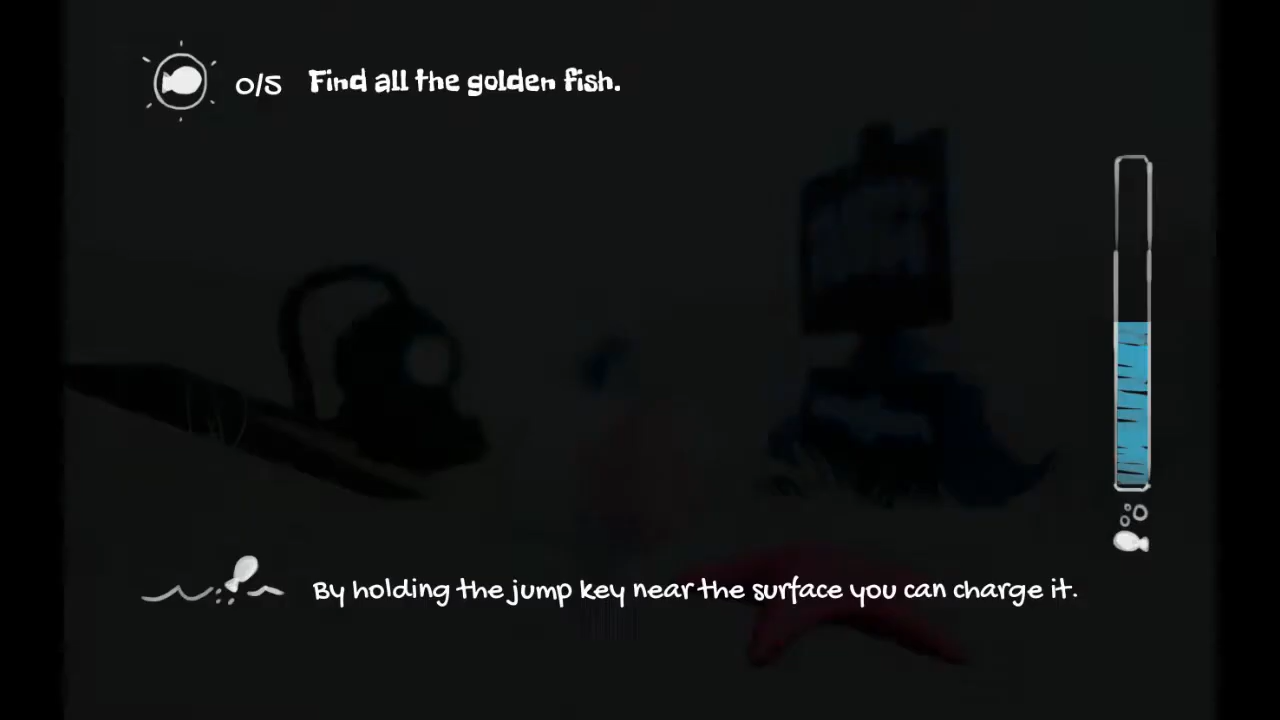 0/5 Find all the golden fish.
By holding the jump key near the surface you can charge it.